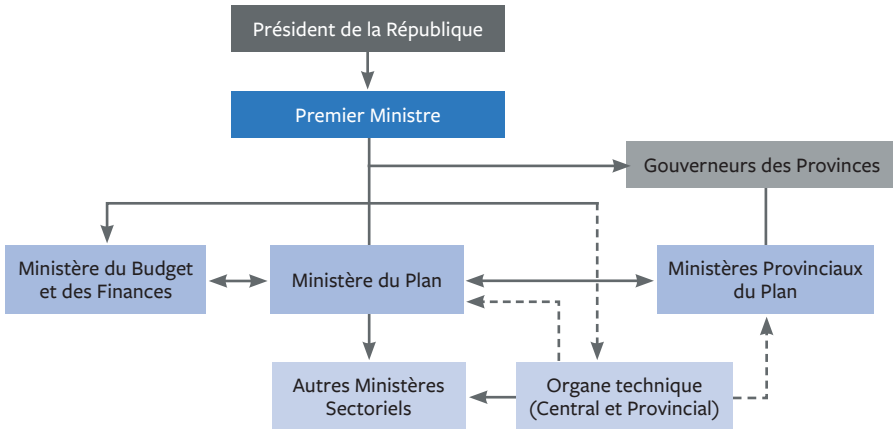 Président de la République
Premier Ministre
Gouverneurs des Provinces
Ministère du Budget
et des Finances
Ministère du Plan
Ministères Provinciaux
du Plan
Autres Ministères
Sectoriels
Organe technique
(Central et Provincial)